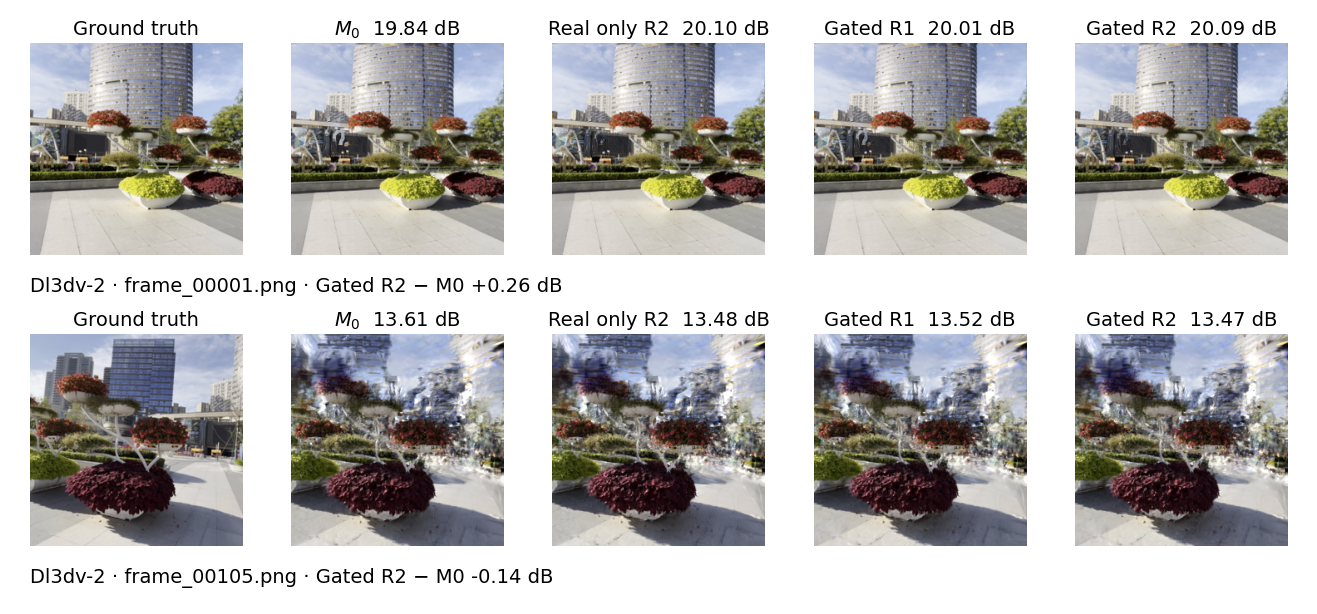 Ground truth
M0 19.84 dB
Real only R2 20.10 dB
Gated R1 20.01 dB
Gated R2 20.09 dB
Dl3dv-2 · frame_00001.png · Gated R2 − M0 +0.26 dB
Ground truth
M0 13.61 dB
Real only R2 13.48 dB
Gated R1 13.52 dB
Gated R2 13.47 dB
Dl3dv-2 · frame_00105.png · Gated R2 − M0 -0.14 dB